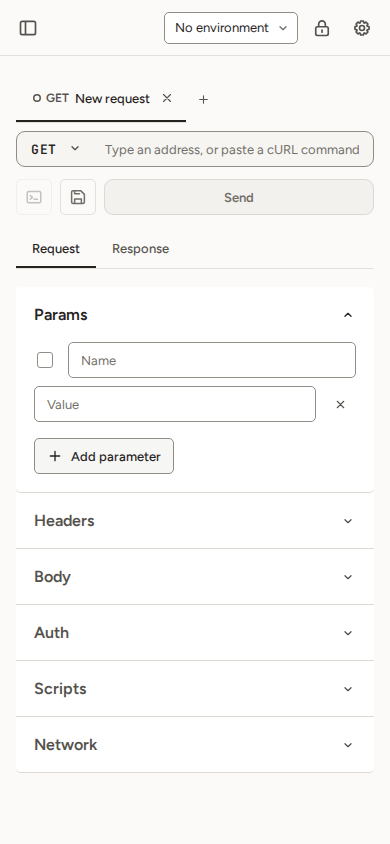 No environment
GET New request
GET Type an address, or paste a cURL command
Send
Request Response
Params
Name
Value
Add parameter
Headers
Body
Auth
Scripts
Network